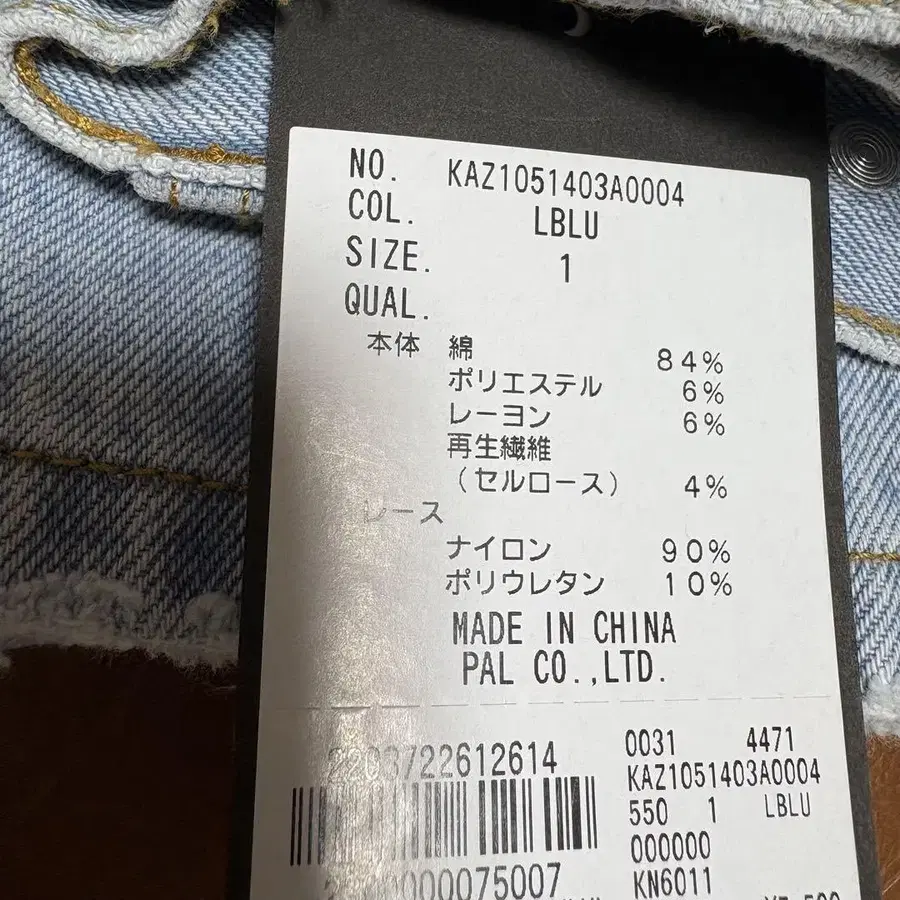 NO. KAZ1051403A0004
COL. LBLU
SIZE. 1
QUAL.
本体 綿 84%
ポリエステル 6%
レーヨン 6%
再生繊維
(セルロース) 4%
レース
ナイロン 90%
ポリウレタン 10%
MADE IN CHINA
PAL CO.,LTD.
2203722612614
0031 4471
KAZ1051403A0004
550 1 LBLU
000000
KN6011